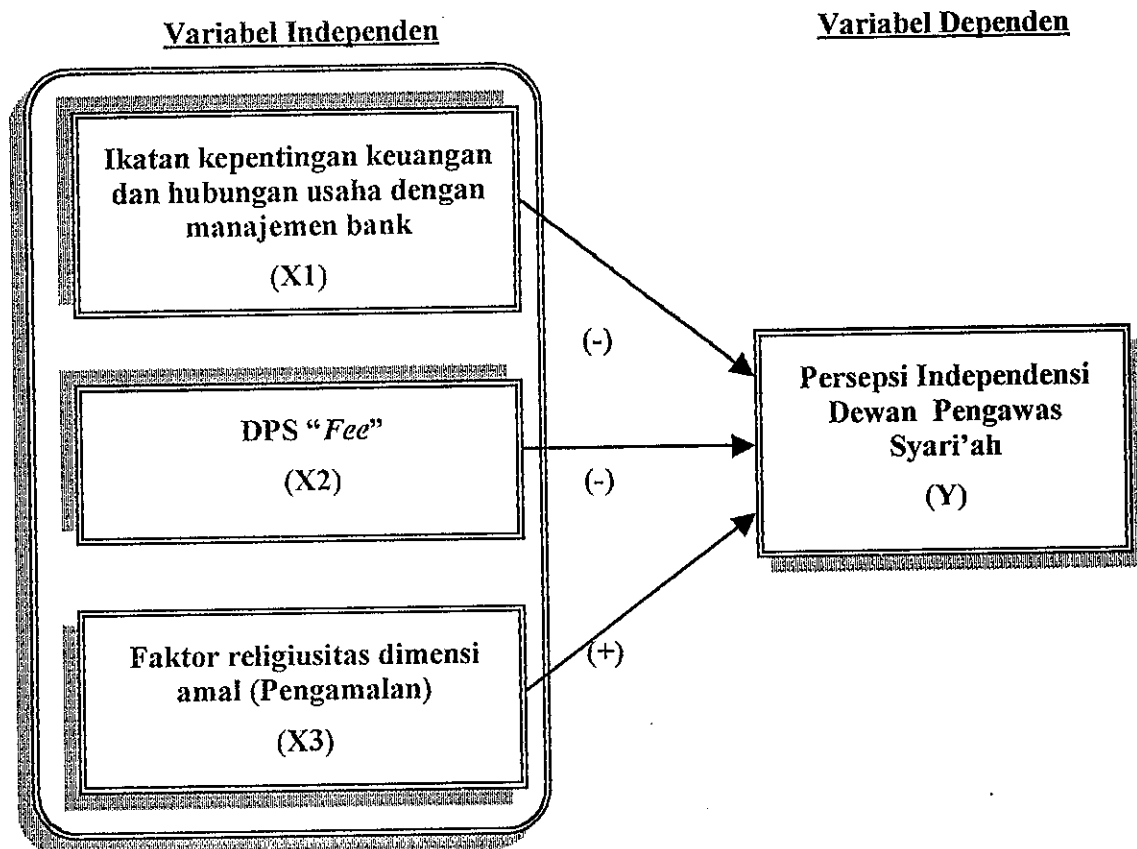 Variabel Independen
Variabel Dependen
Ikatan kepentingan keuangan
dan hubungan usaha dengan
manajemen bank
(X1)
(-)
DPS “Fee”
(X2)
(-)
Persepsi Independensi
Dewan Pengawas
Syari’ah
(Y)
Faktor religiusitas dimensi
amal (Pengamalan)
(X3)
(+)